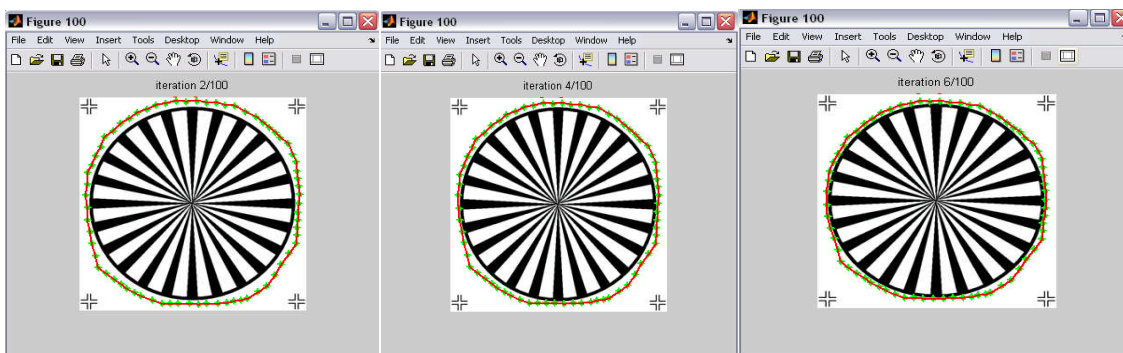 Figure 100
File Edit View Insert Tools Desktop Window Help
iteration 2/100
Figure 100
File Edit View Insert Tools Desktop Window Help
iteration 4/100
Figure 100
File Edit View Insert Tools Desktop Window Help
iteration 6/100